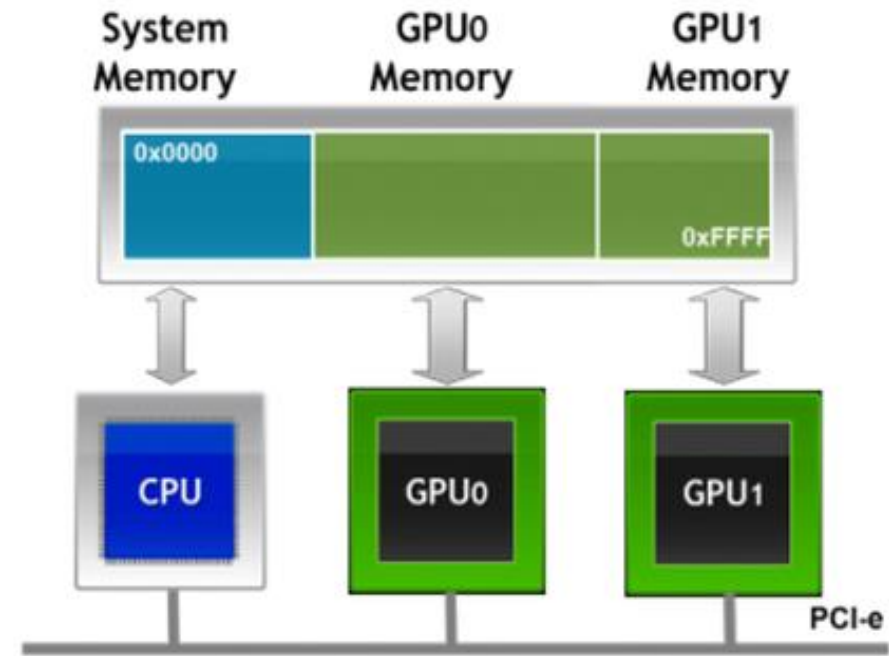 System
Memory
GPU0
Memory
GPU1
Memory
0x0000
0xFFFF
CPU
GPU0
GPU1
PCI-e